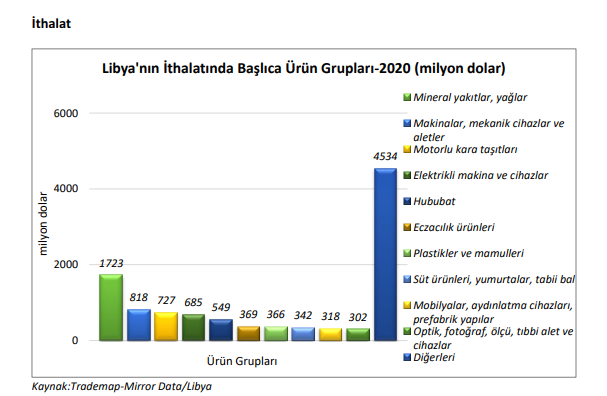 İthalat
Libya'nın İthalatında Başlıca Ürün Grupları-2020 (milyon dolar)
milyon dolar
6000
4000
2000
0
1723
818
727
685
549
369
366
342
318
302
4534
Ürün Grupları
Mineral yakıtlar, yağlar
Makinalar, mekanik cihazlar ve
aletler
Motorlu kara taşıtları
Elektrikli makina ve cihazlar
Hububat
Eczacılık ürünleri
Plastikler ve mamulleri
Süt ürünleri, yumurtalar, tabii bal
Mobilyalar, aydınlatma cihazları,
prefabrik yapılar
Optik, fotoğraf, ölçü, tıbbi alet ve
cihazlar
Diğerleri
Kaynak:Trademap-Mirror Data/Libya